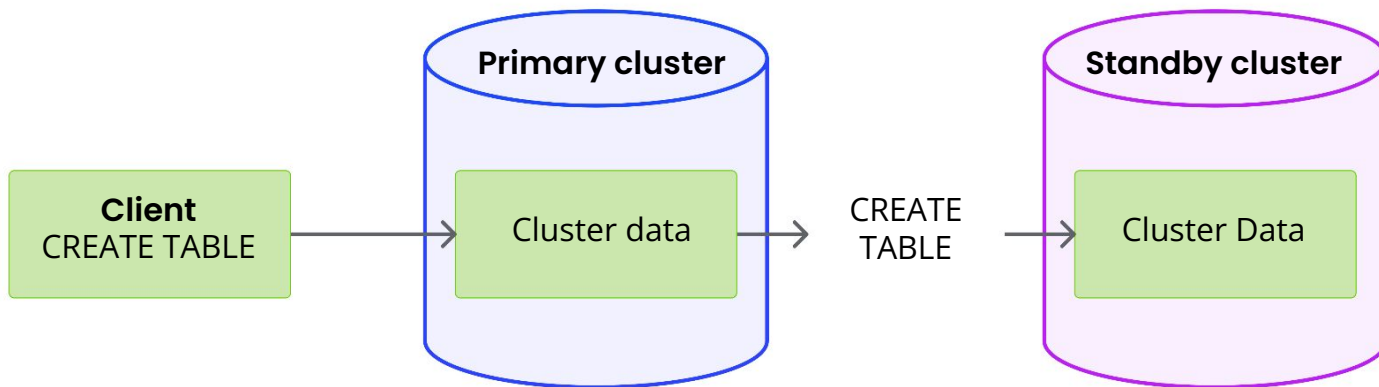 Primary cluster
Standby cluster
Client
CREATE TABLE
Cluster data
CREATE
TABLE
Cluster Data